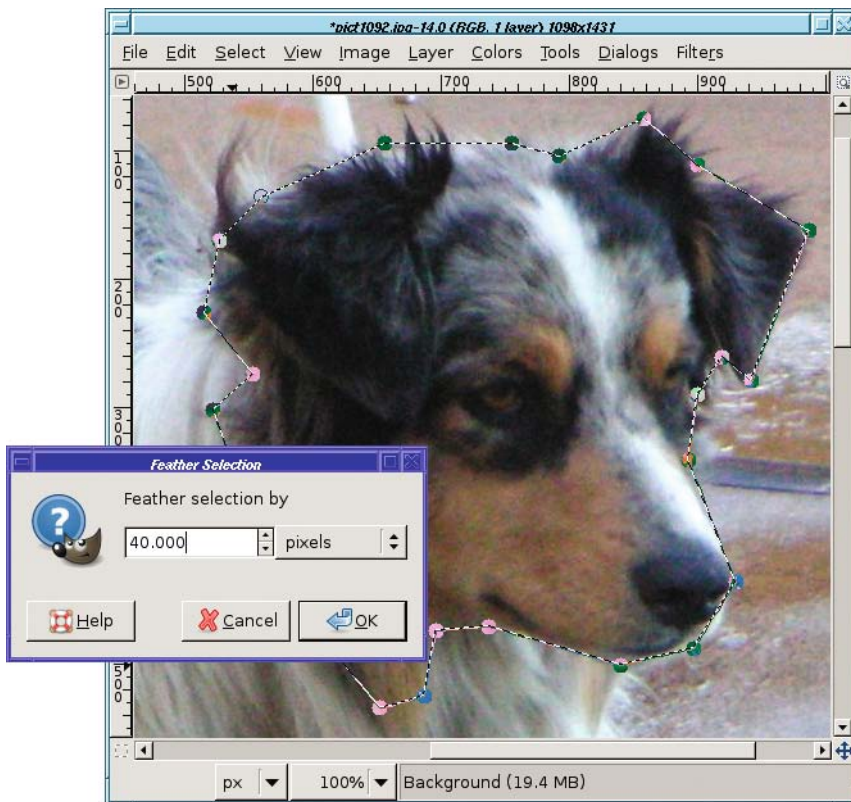 *pict1092.jpg-14.0 (RGB, 1 layer) 1098x1431
File Edit Select View Image Layer Colors Tools Dialogs Filters
500 600 700 800 900
100
200
300
Feather Selection
Feather selection by
40.000 pixels
Help Cancel OK
500
px 100% Background (19.4 MB)